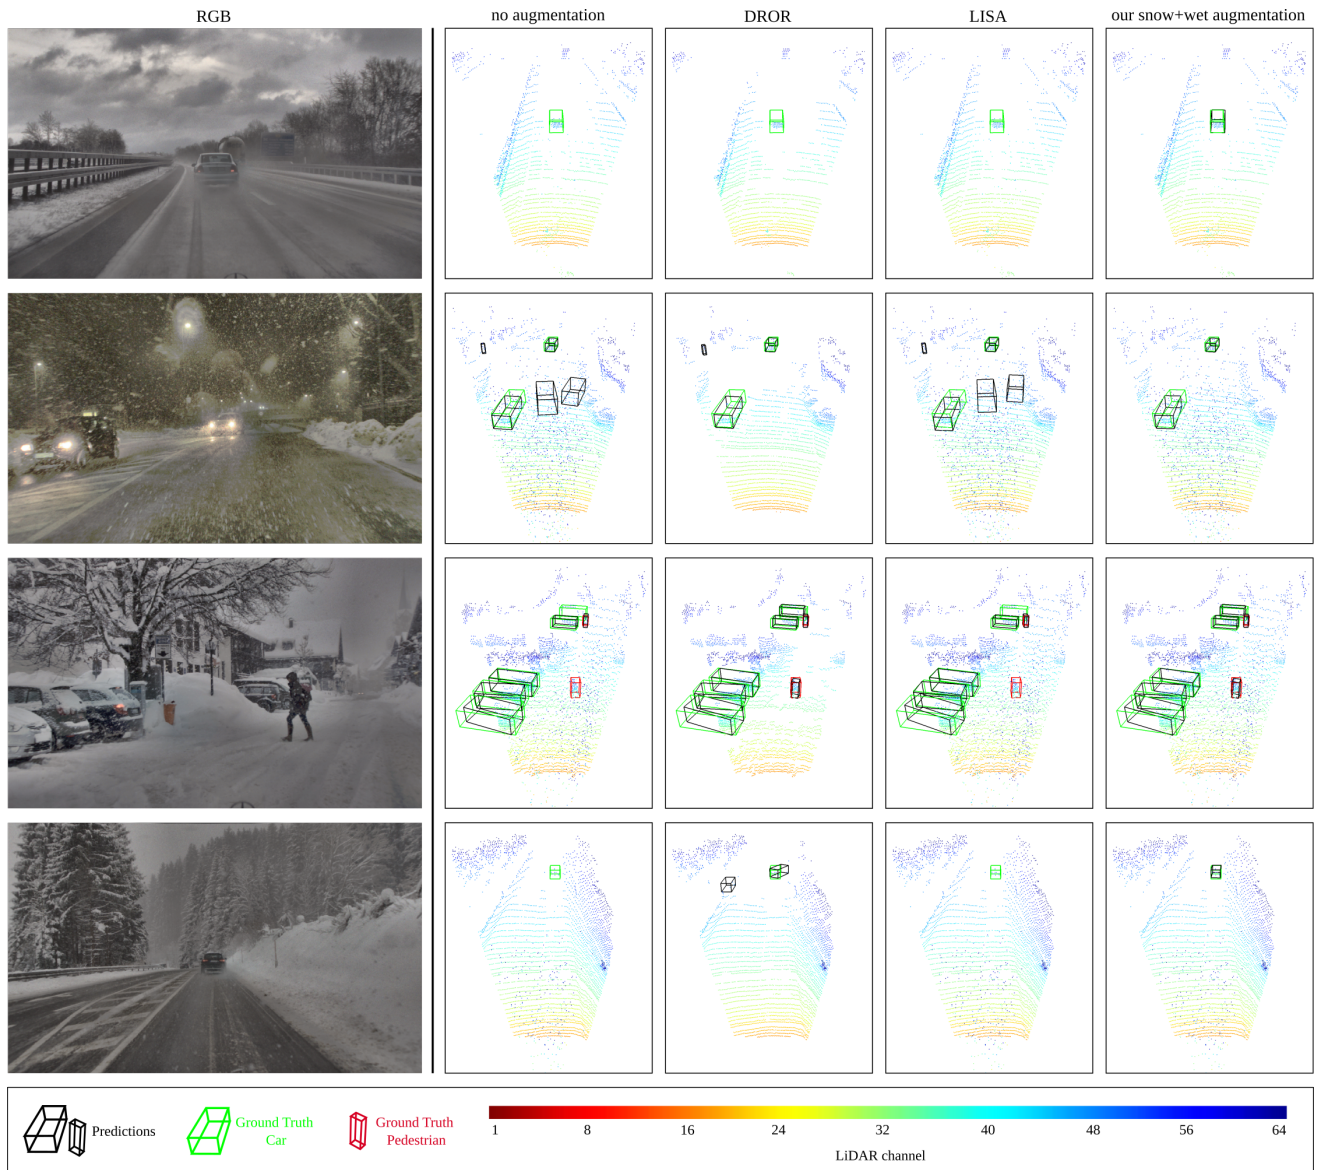 RGB
no augmentation
DROR
LISA
our snow+wet augmentation
Predictions
Ground Truth
Car
Ground Truth
Pedestrian
1 8 16 24 32 40 48 56 64
LiDAR channel